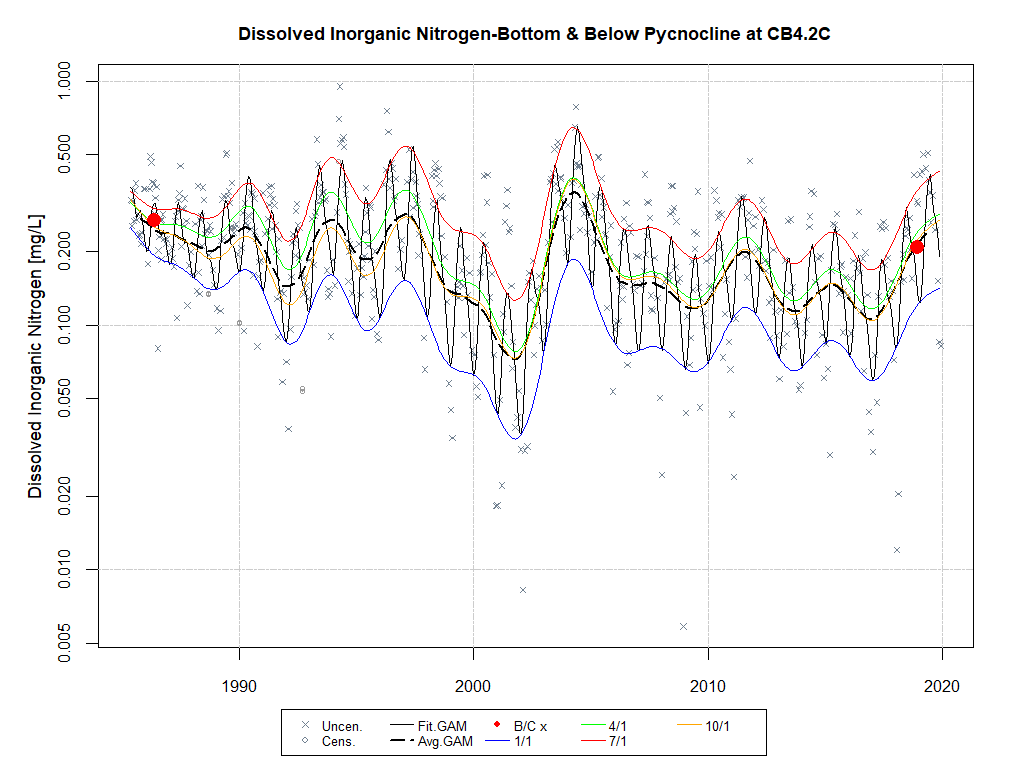 Dissolved Inorganic Nitrogen-Bottom & Below Pycnocline at CB4.2C
Dissolved Inorganic Nitrogen [mg/L]
1.000
0.500
0.200
0.100
0.050
0.020
0.010
0.005
1990 2000 2010 2020
Uncen. Fit.GAM B/C x 4/1 10/1
Cens. Avg.GAM 1/1 7/1